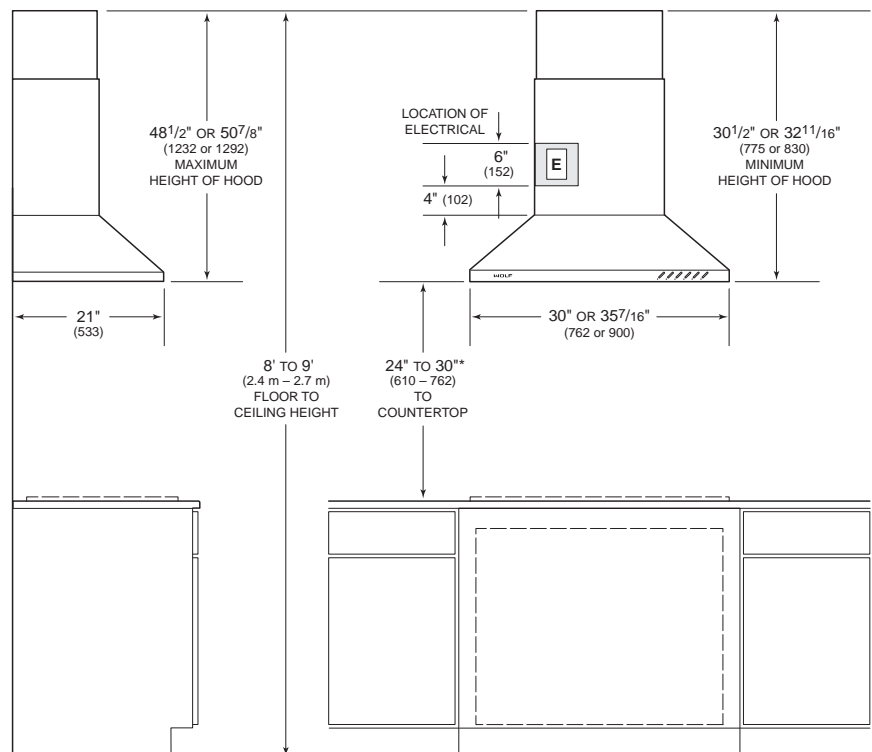 48 1/2" OR 50 7/8"
(1232 or 1292)
MAXIMUM
HEIGHT OF HOOD
LOCATION OF
ELECTRICAL
6"
(152)
E
4" (102)
30 1/2" OR 32 11/16"
(775 or 830)
MINIMUM
HEIGHT OF HOOD
WOLF
21"
(533)
30" OR 35 7/16"
(762 or 900)
8' TO 9'
(2.4 m – 2.7 m)
FLOOR TO
CEILING HEIGHT
24" TO 30"*
(610 – 762)
TO
COUNTERTOP